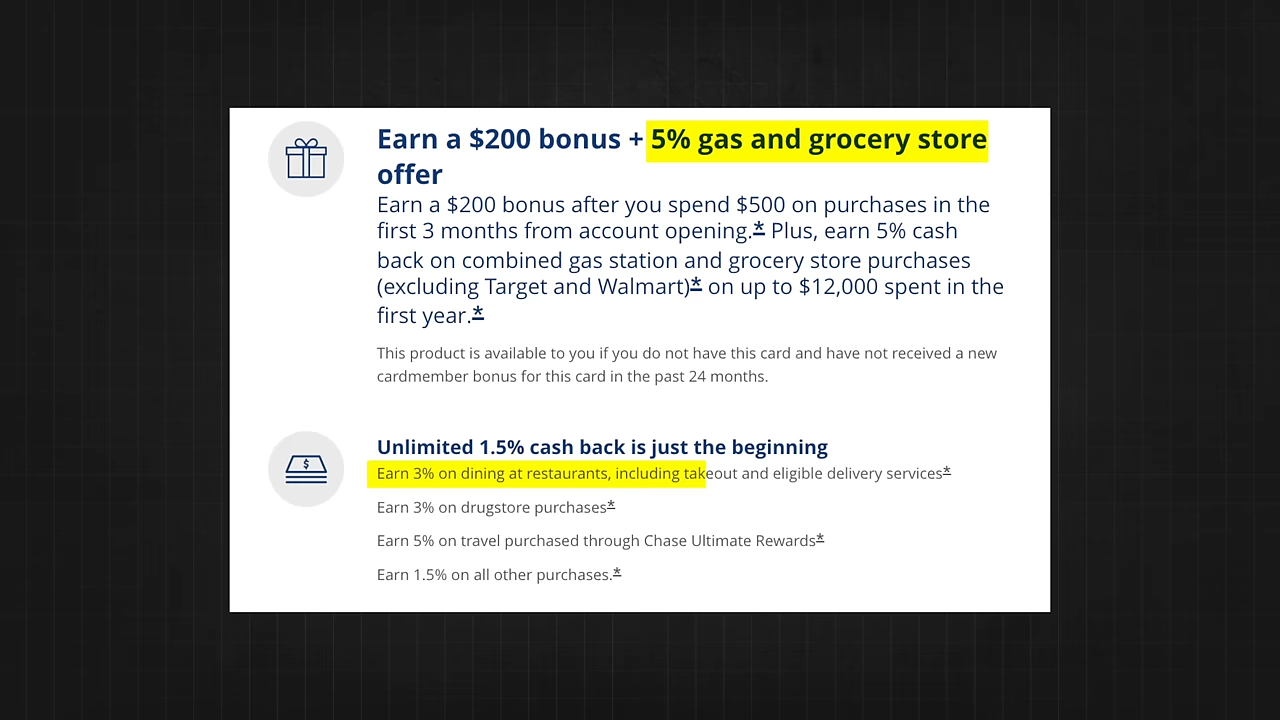 Earn a $200 bonus + 5% gas and grocery store
offer
Earn a $200 bonus after you spend $500 on purchases in the
first 3 months from account opening.* Plus, earn 5% cash
back on combined gas station and grocery store purchases
(excluding Target and Walmart)* on up to $12,000 spent in the
first year.*
This product is available to you if you do not have this card and have not received a new
cardmember bonus for this card in the past 24 months.
$
Unlimited 1.5% cash back is just the beginning
Earn 3% on dining at restaurants, including takeout and eligible delivery services*
Earn 3% on drugstore purchases*
Earn 5% on travel purchased through Chase Ultimate Rewards*
Earn 1.5% on all other purchases.*